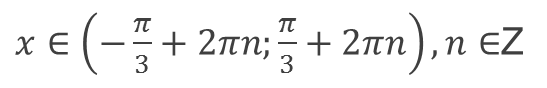 x ∈ (−π/3 + 2πn; π/3 + 2πn), n ∈Z